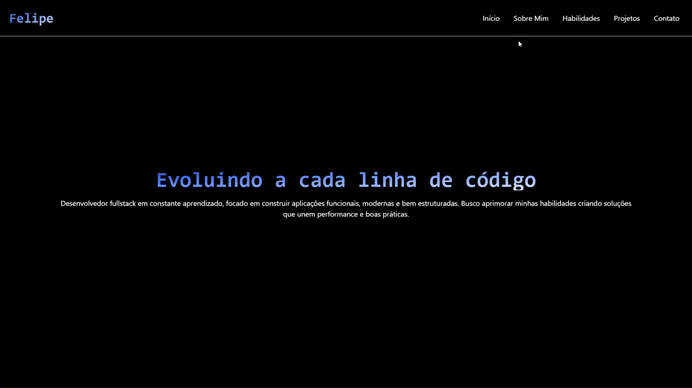 Felipe
Início Sobre Mim Habilidades Projetos Contato
Evoluindo a cada linha de código
Desenvolvedor fullstack em constante aprendizado, focado em construir aplicações funcionais, modernas e bem estruturadas. Busco aprimorar minhas habilidades criando soluções
que unem performance e boas práticas.